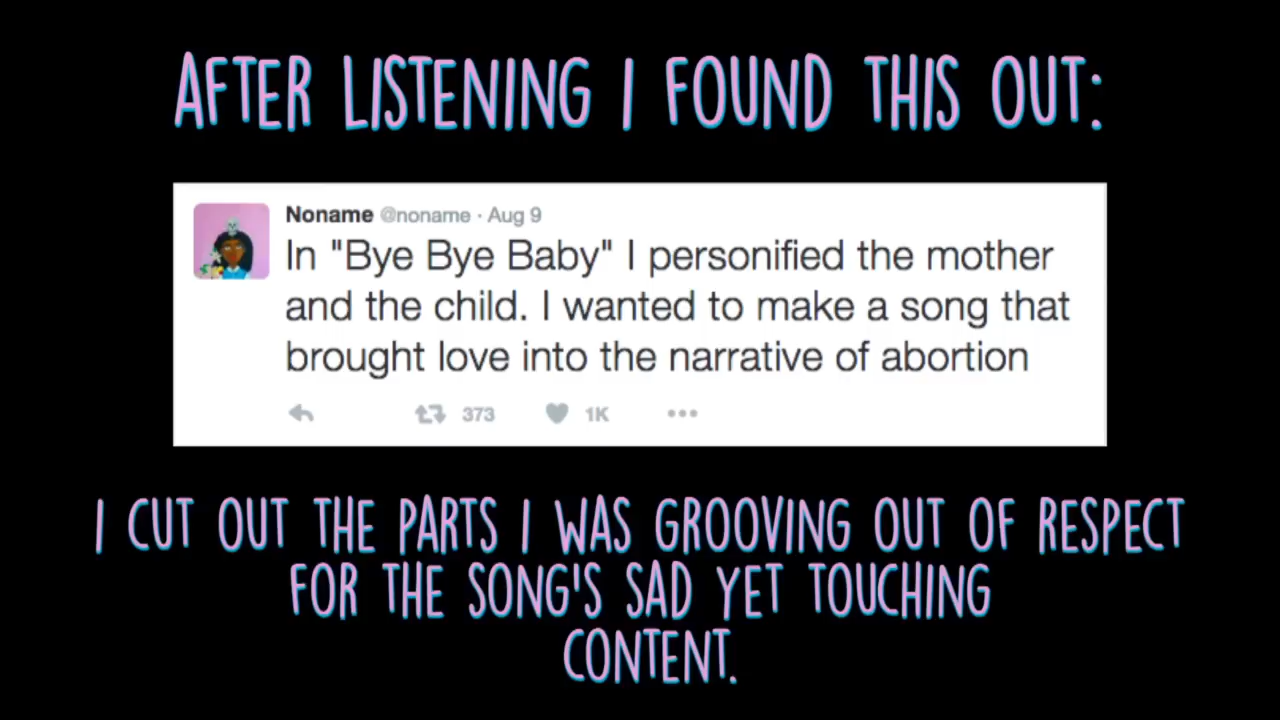 AFTER LISTENING I FOUND THIS OUT:
Noname @noname · Aug 9
In "Bye Bye Baby" I personified the mother
and the child. I wanted to make a song that
brought love into the narrative of abortion
373 1K
I CUT OUT THE PARTS I WAS GROOVING OUT OF RESPECT
FOR THE SONG'S SAD YET TOUCHING
CONTENT.